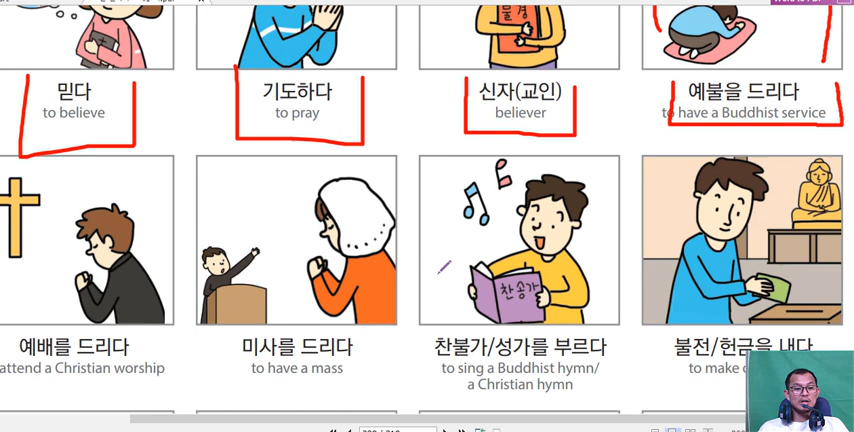 불경
믿다
to believe
기도하다
to pray
신자(교인)
believer
예불을 드리다
to have a Buddhist service
찬송가
예배를 드리다
attend a Christian worship
미사를 드리다
to have a mass
찬불가/성가를 부르다
to sing a Buddhist hymn/
a Christian hymn
불전/헌금을 낸다
to make